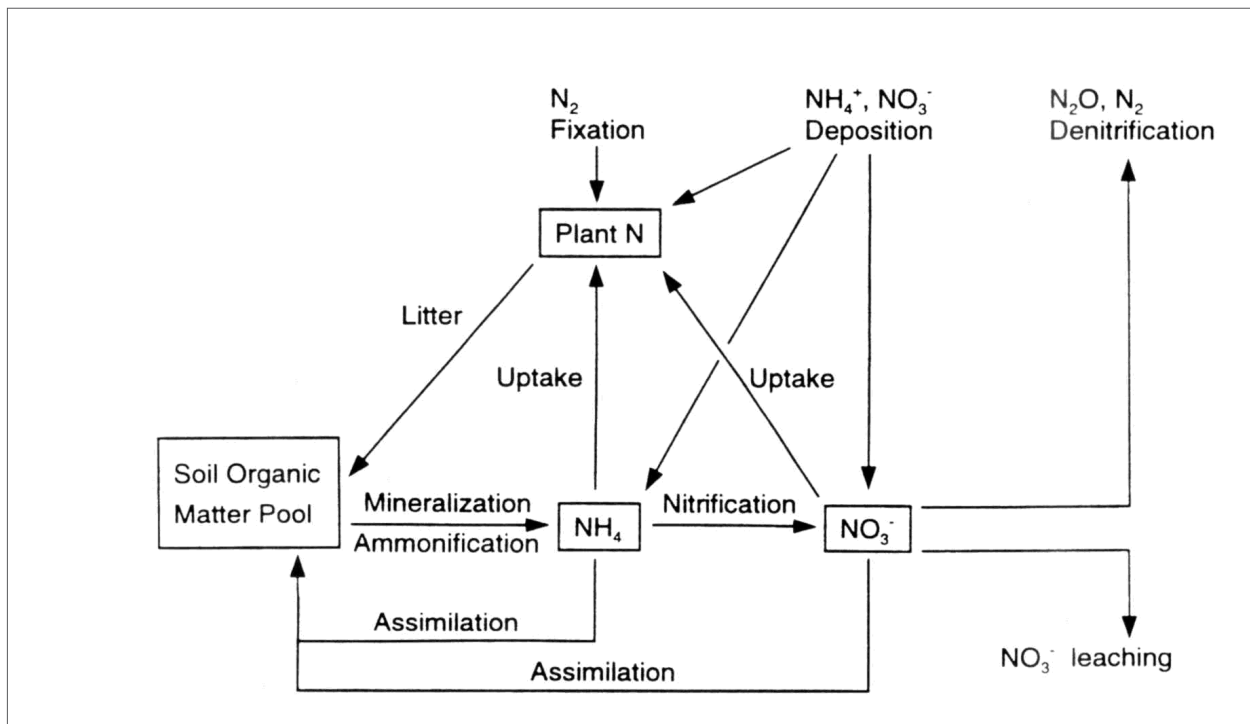 N₂
Fixation
NH₄⁺, NO₃⁻
Deposition
N₂O, N₂
Denitrification
Plant N
Litter
Uptake
Uptake
Soil Organic
Matter Pool
Mineralization
Ammonification
NH₄
Nitrification
NO₃⁻
Assimilation
Assimilation
NO₃⁻ leaching